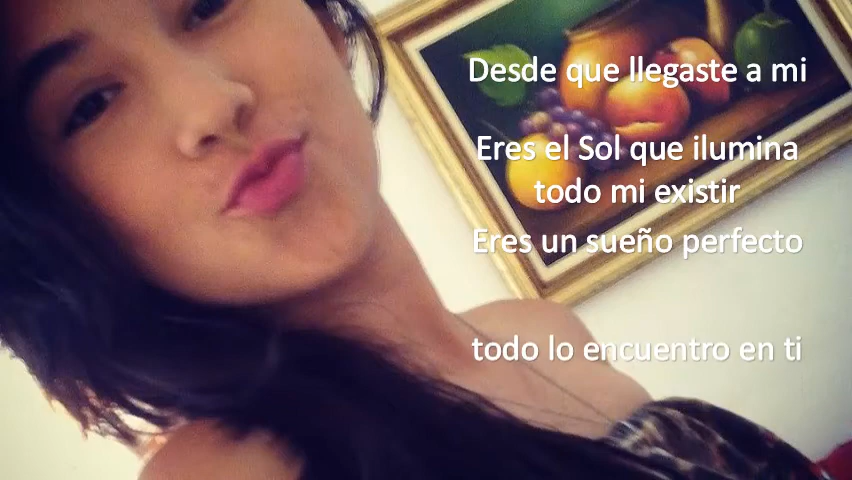 Desde que llegaste a mi
Eres el Sol que ilumina
todo mi existir
Eres un sueño perfecto
todo lo encuentro en ti